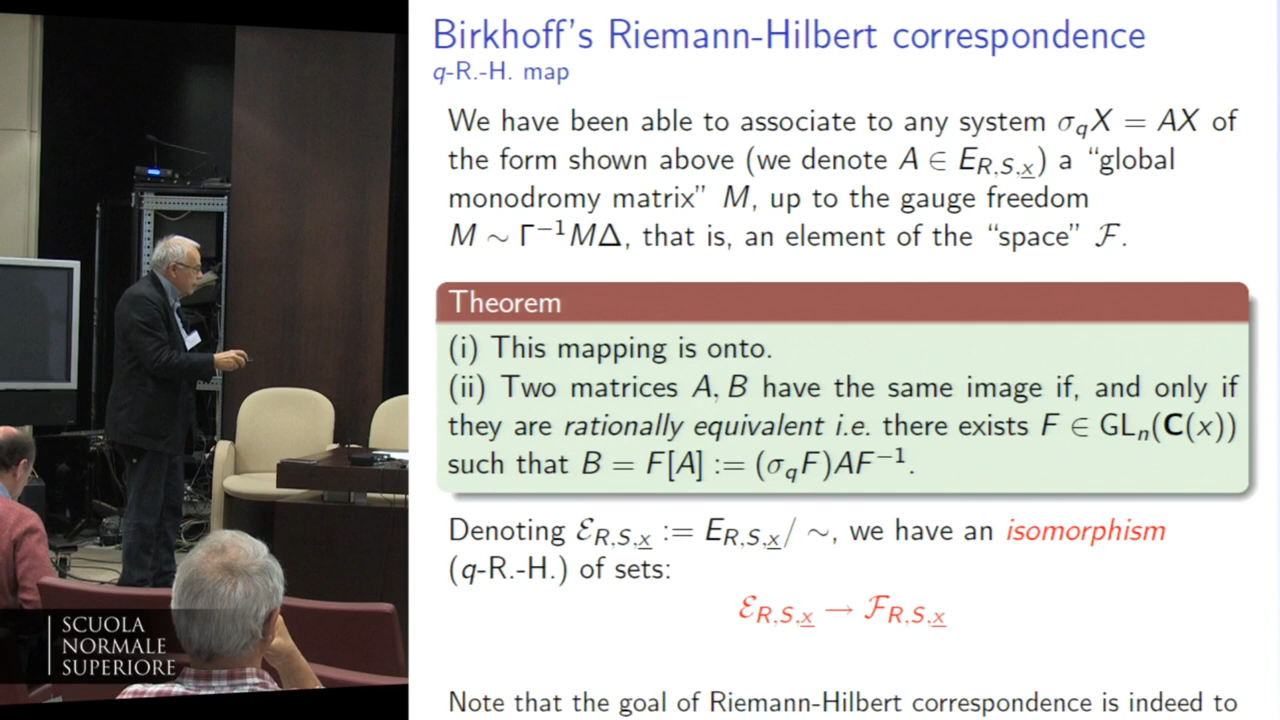 Birkhoff's Riemann-Hilbert correspondence
q-R.-H. map
We have been able to associate to any system σ_qX = AX of
the form shown above (we denote A ∈ E_{R,S,x̲}) a “global
monodromy matrix” M, up to the gauge freedom
M ∼ Γ⁻¹MΔ, that is, an element of the “space” ℱ.
Theorem
(i) This mapping is onto.
(ii) Two matrices A, B have the same image if, and only if
they are rationally equivalent i.e. there exists F ∈ GL_n(C(x))
such that B = F[A] := (σ_qF)AF⁻¹.
Denoting ℰ_{R,S,x̲} := E_{R,S,x̲}/ ∼, we have an isomorphism
(q-R.-H.) of sets:
ℰ_{R,S,x̲} → ℱ_{R,S,x̲}
Note that the goal of Riemann-Hilbert correspondence is indeed to
SCUOLA
NORMALE
SUPERIORE